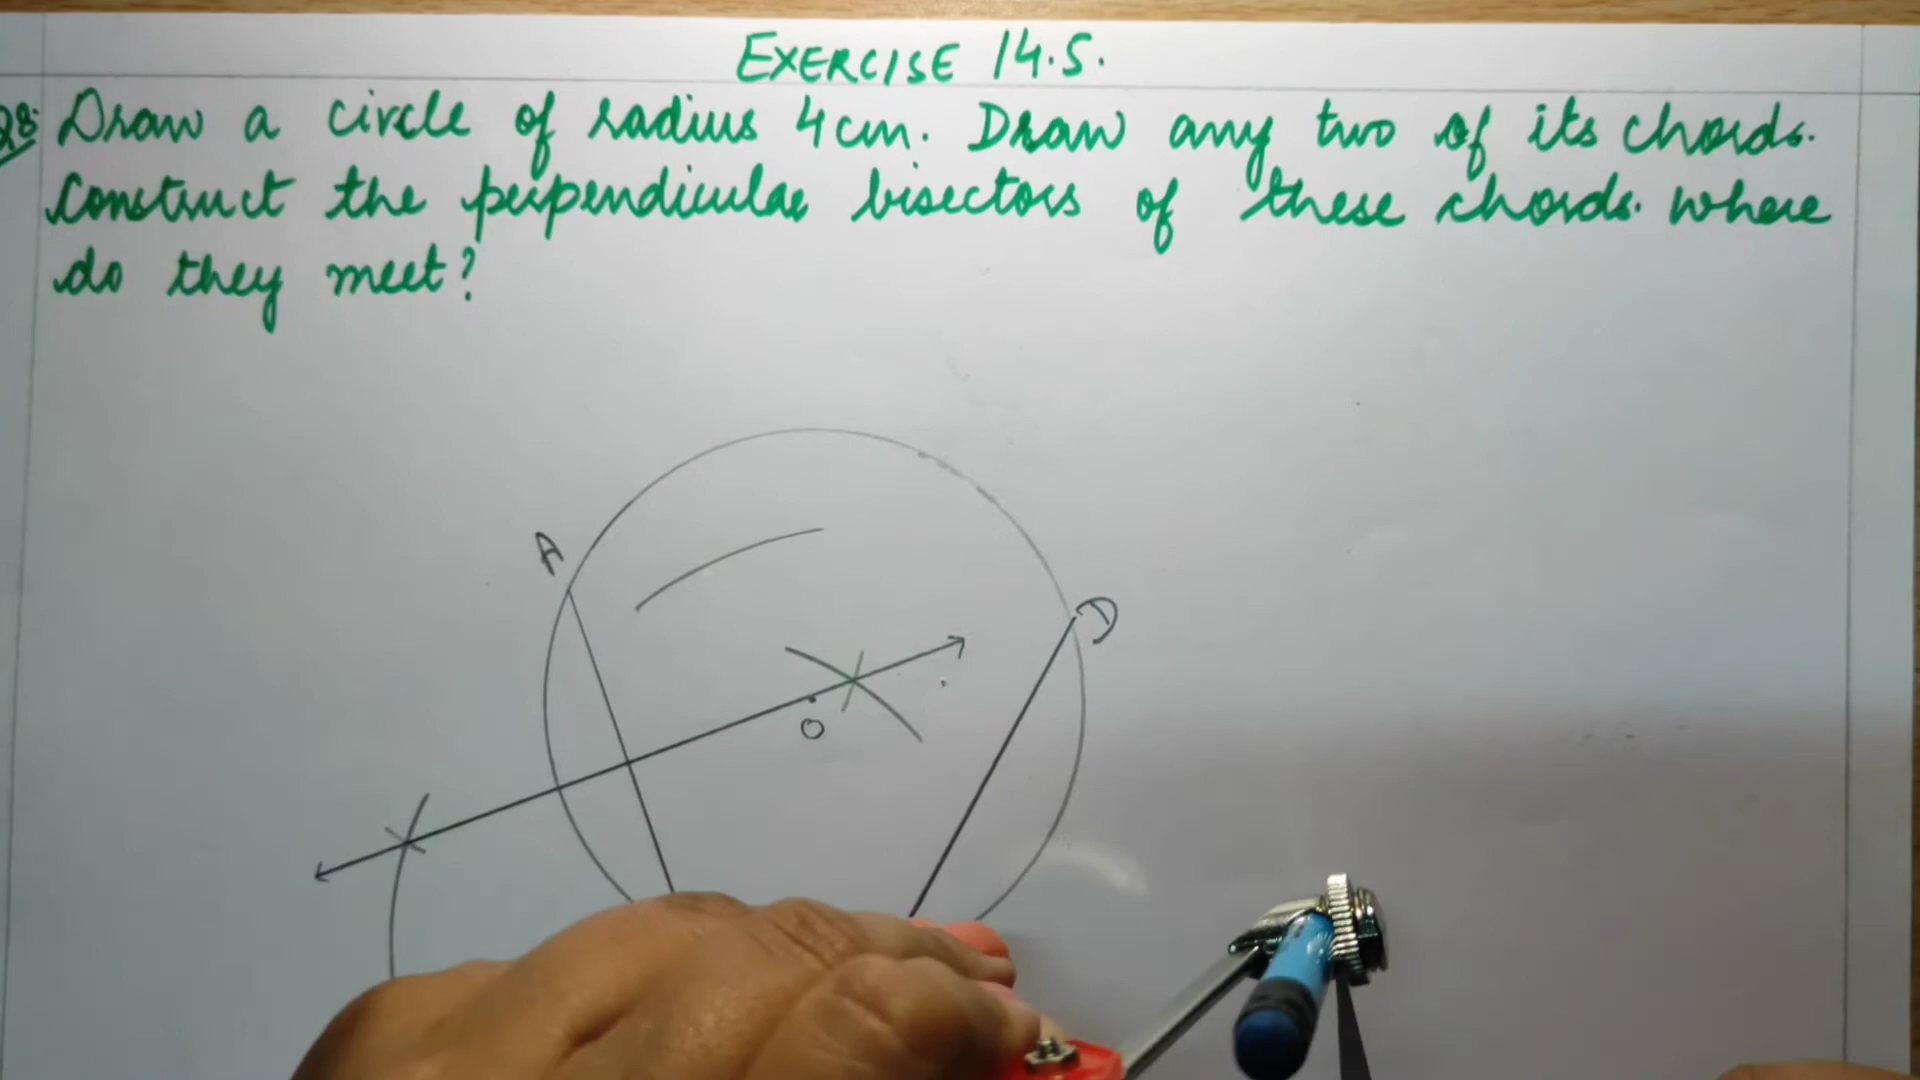 EXERCISE 14.5.
Q8. Draw a circle of radius 4cm. Draw any two of its chords.
Construct the perpendicular bisectors of these chords. where
do they meet?
A
D
O